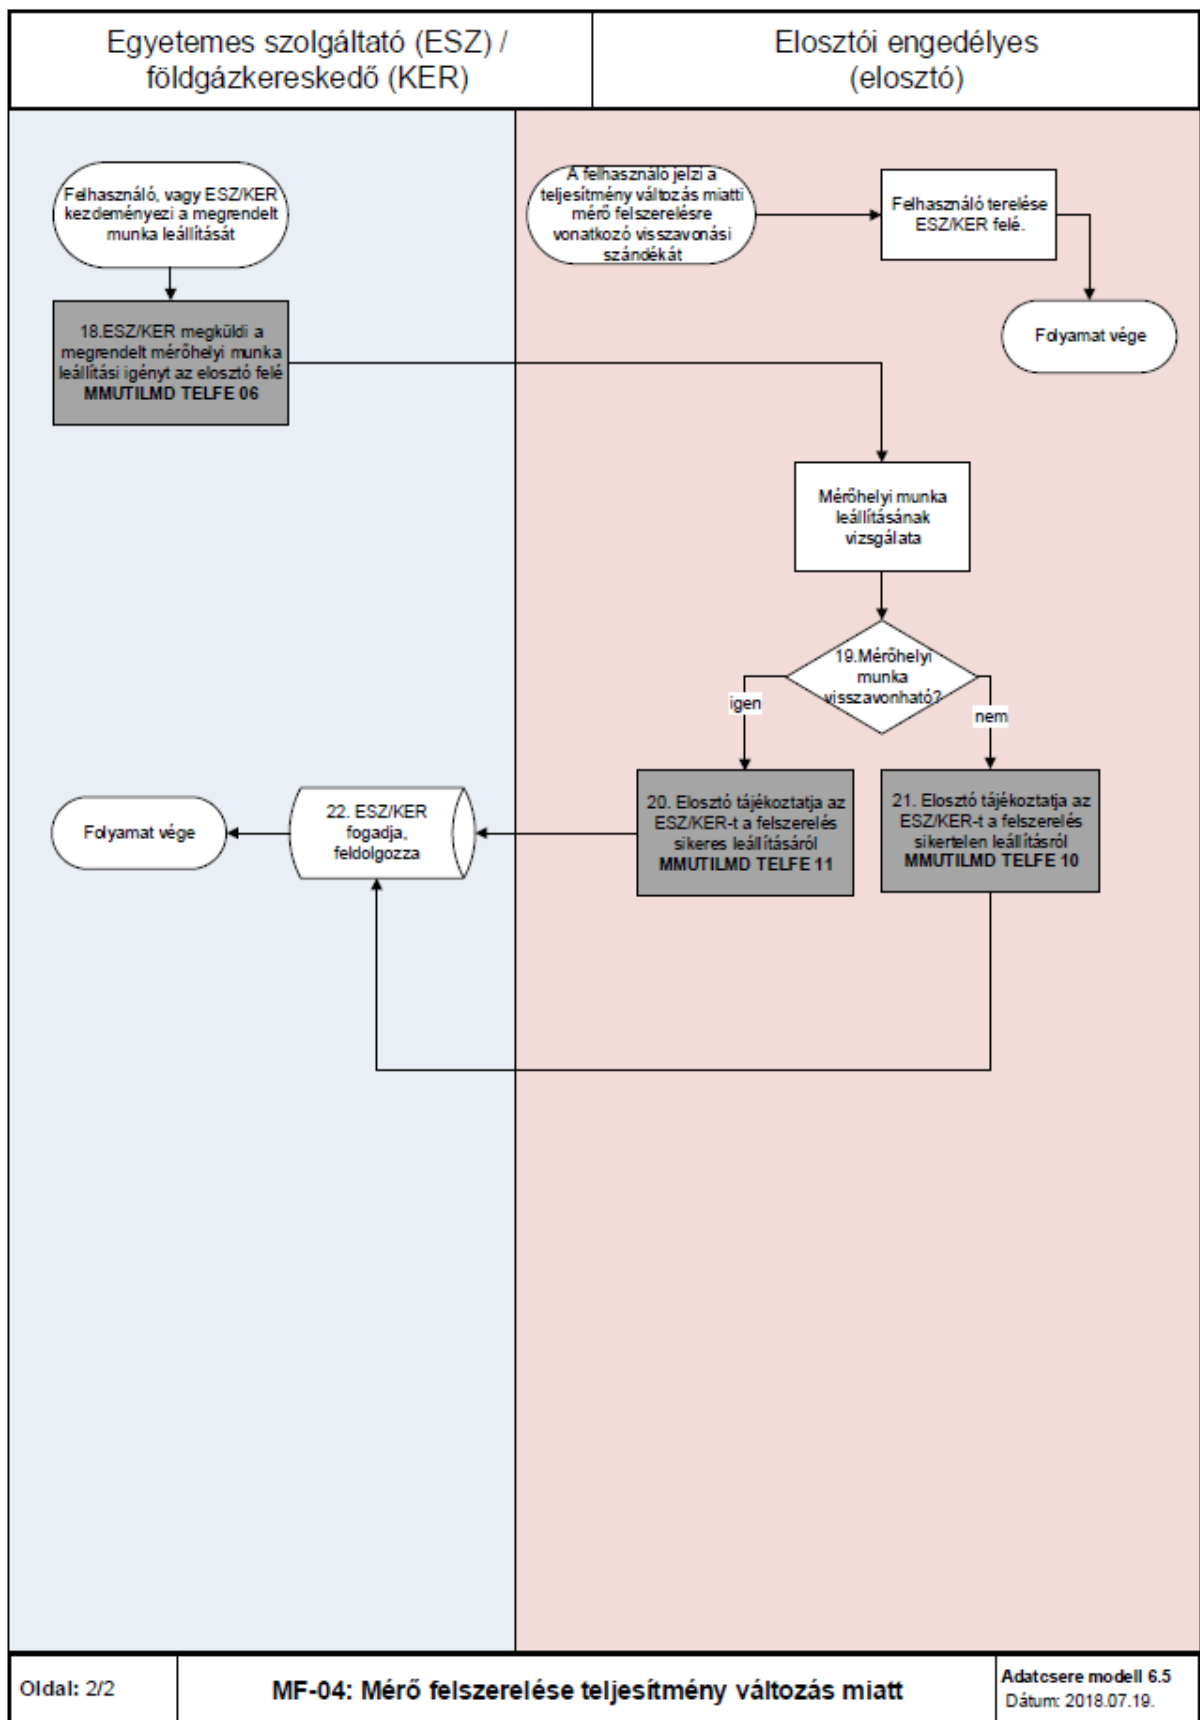 Egyetemes szolgáltató (ESZ) /
földgázkereskedő (KER)
Elosztói engedélyes
(elosztó)
Felhasználó, vagy ESZ/KER
kezdeményezi a megrendelt
munka leállítását
A felhasználó jelzi a
teljesítmény változás miatti
mérő felszerelésre
vonatkozó visszavonási
szándékát
Felhasználó terelése
ESZ/KER felé.
Folyamat vége
18.ESZ/KER megküldi a
megrendelt mérőhelyi munka
leállítási igényt az elosztó felé
MMUTILMD TELFE 06
Mérőhelyi munka
leállításának
vizsgálata
19.Mérőhelyi
munka
visszavonható?
igen
nem
20. Elosztó tájékoztatja az
ESZ/KER-t a felszerelés
sikeres leállításáról
MMUTILMD TELFE 11
21. Elosztó tájékoztatja az
ESZ/KER-t a felszerelés
sikertelen leállításról
MMUTILMD TELFE 10
22. ESZ/KER
fogadja,
feldolgozza
Folyamat vége
Oldal: 2/2
MF-04: Mérő felszerelése teljesítmény változás miatt
Adatcsere modell 6.5
Dátum: 2018.07.19.